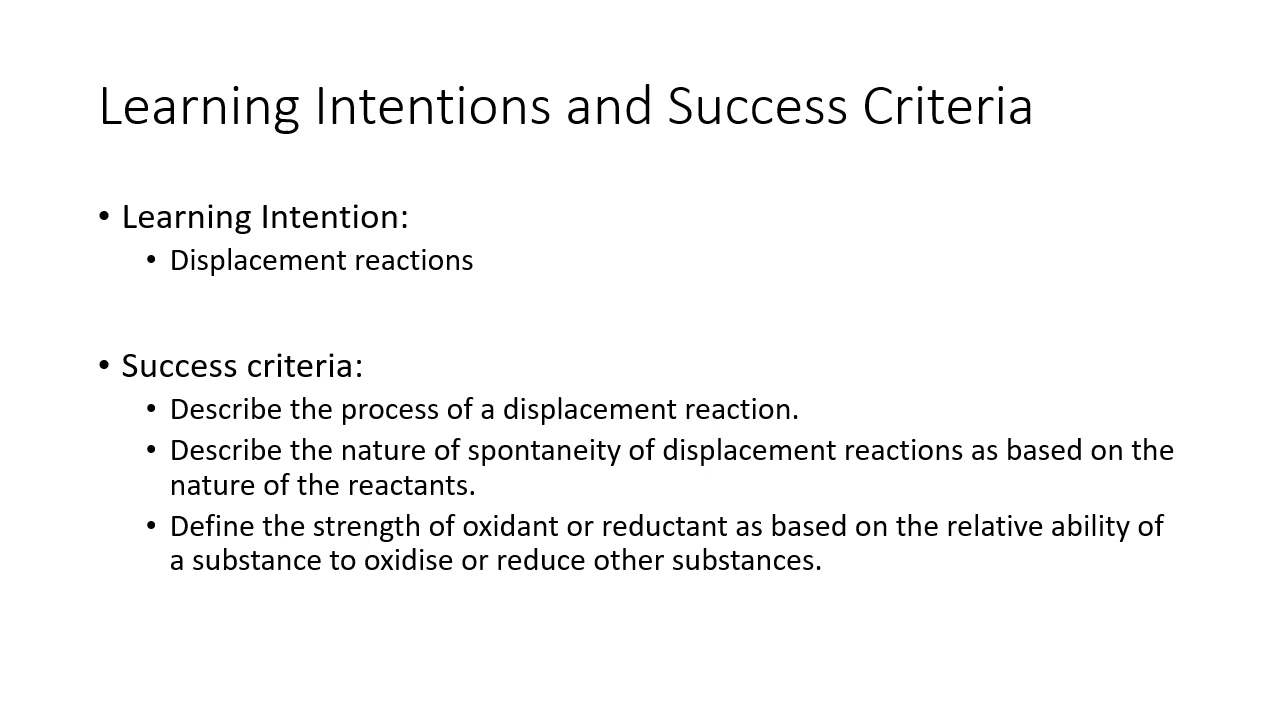 Learning Intentions and Success Criteria
• Learning Intention:
• Displacement reactions
• Success criteria:
• Describe the process of a displacement reaction.
• Describe the nature of spontaneity of displacement reactions as based on the
nature of the reactants.
• Define the strength of oxidant or reductant as based on the relative ability of
a substance to oxidise or reduce other substances.